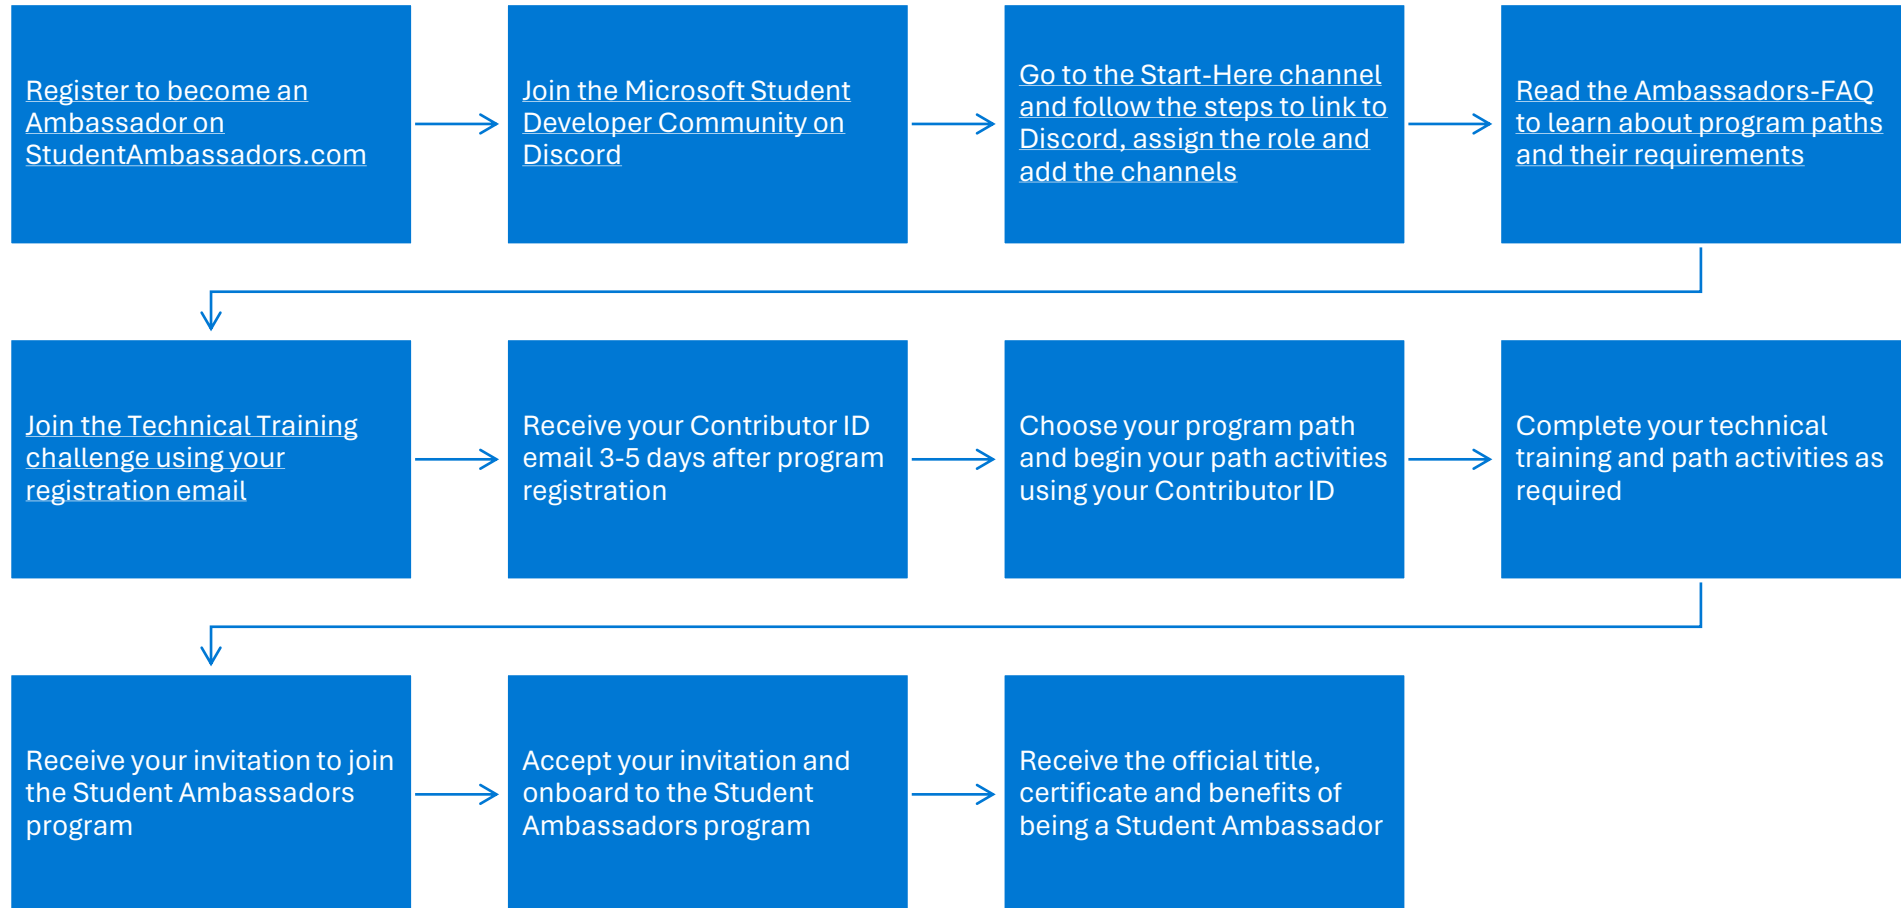 Register to become an
Ambassador on
StudentAmbassadors.com
Join the Microsoft Student
Developer Community on
Discord
Go to the Start-Here channel
and follow the steps to link to
Discord, assign the role and
add the channels
Read the Ambassadors-FAQ
to learn about program paths
and their requirements
Join the Technical Training
challenge using your
registration email
Receive your Contributor ID
email 3-5 days after program
registration
Choose your program path
and begin your path activities
using your Contributor ID
Complete your technical
training and path activities as
required
Receive your invitation to join
the Student Ambassadors
program
Accept your invitation and
onboard to the Student
Ambassadors program
Receive the official title,
certificate and benefits of
being a Student Ambassador